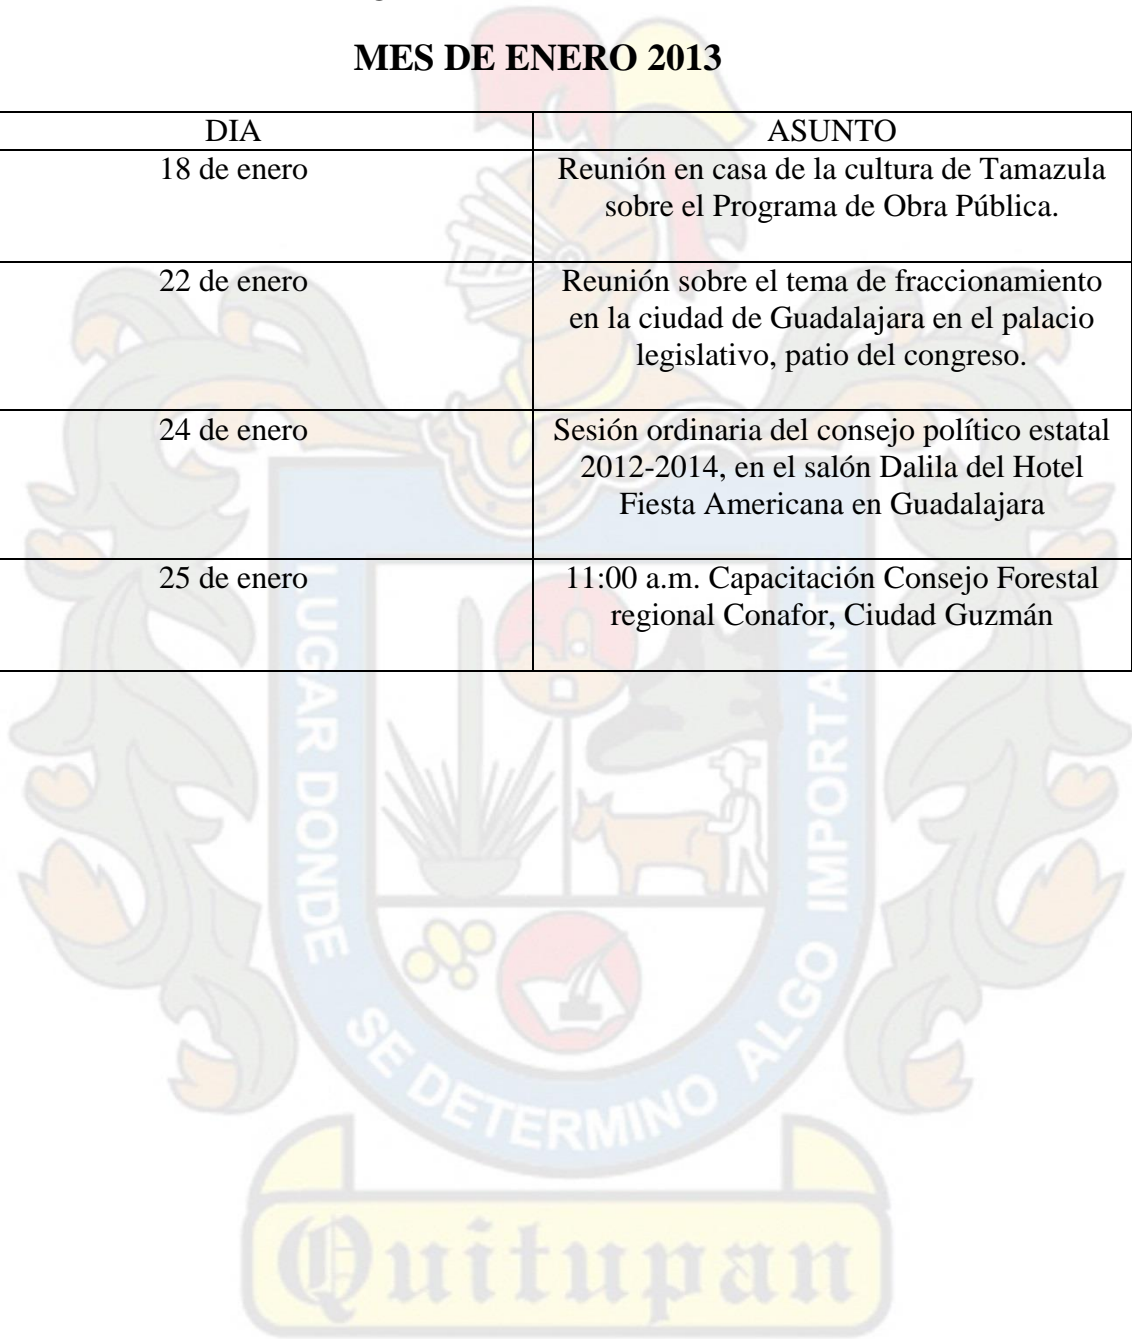 MES DE ENERO 2013
DIA
ASUNTO
18 de enero
Reunión en casa de la cultura de Tamazula
sobre el Programa de Obra Pública.
22 de enero
Reunión sobre el tema de fraccionamiento
en la ciudad de Guadalajara en el palacio
legislativo, patio del congreso.
24 de enero
Sesión ordinaria del consejo político estatal
2012-2014, en el salón Dalila del Hotel
Fiesta Americana en Guadalajara
25 de enero
11:00 a.m. Capacitación Consejo Forestal
regional Conafor, Ciudad Guzmán
LUGAR DONDE SE DETERMINO ALGO IMPORTANTE
Quitupan